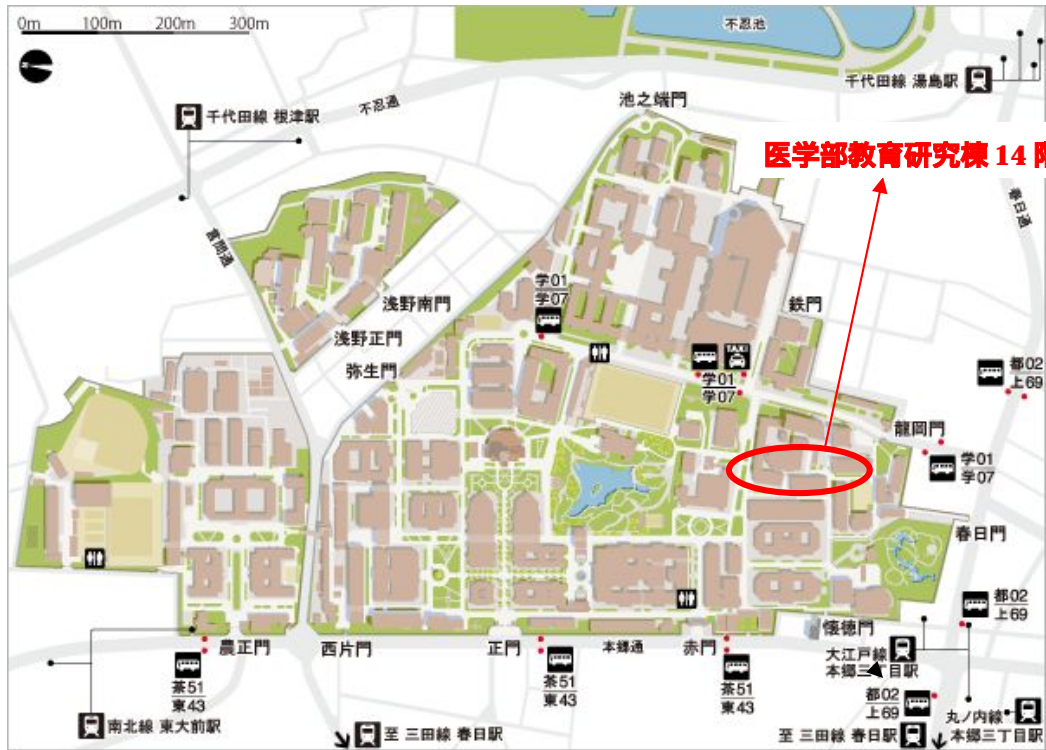 0m 100m 200m 300m
不忍池
千代田線 湯島駅
千代田線 根津駅
不忍通
池之端門
医学部教育研究棟 14 階
春日通
言問通
学01
学07
鉄門
浅野南門
浅野正門
弥生門
TAXI
学01
学07
都02
上69
龍岡門
学01
学07
春日門
都02
上69
懐徳門
大江戸線
本郷三丁目駅
農正門
西片門
正門
本郷通
赤門
茶51
東43
茶51
東43
茶51
東43
都02
上69
南北線 東大前駅
至 三田線 春日駅
至 三田線 春日駅
丸ノ内線
本郷三丁目駅